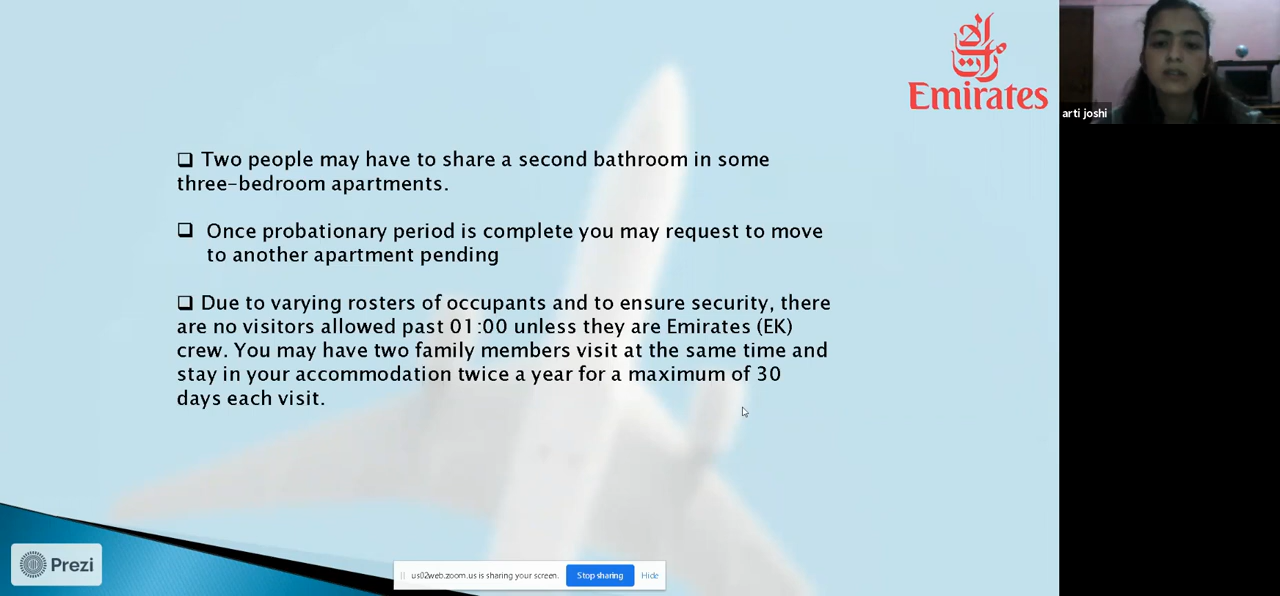 الإمارات
Emirates
arti joshi
❑ Two people may have to share a second bathroom in some
three-bedroom apartments.
❑ Once probationary period is complete you may request to move
to another apartment pending
❑ Due to varying rosters of occupants and to ensure security, there
are no visitors allowed past 01:00 unless they are Emirates (EK)
crew. You may have two family members visit at the same time and
stay in your accommodation twice a year for a maximum of 30
days each visit.
Prezi
us02web.zoom.us is sharing your screen.
Stop sharing
Hide